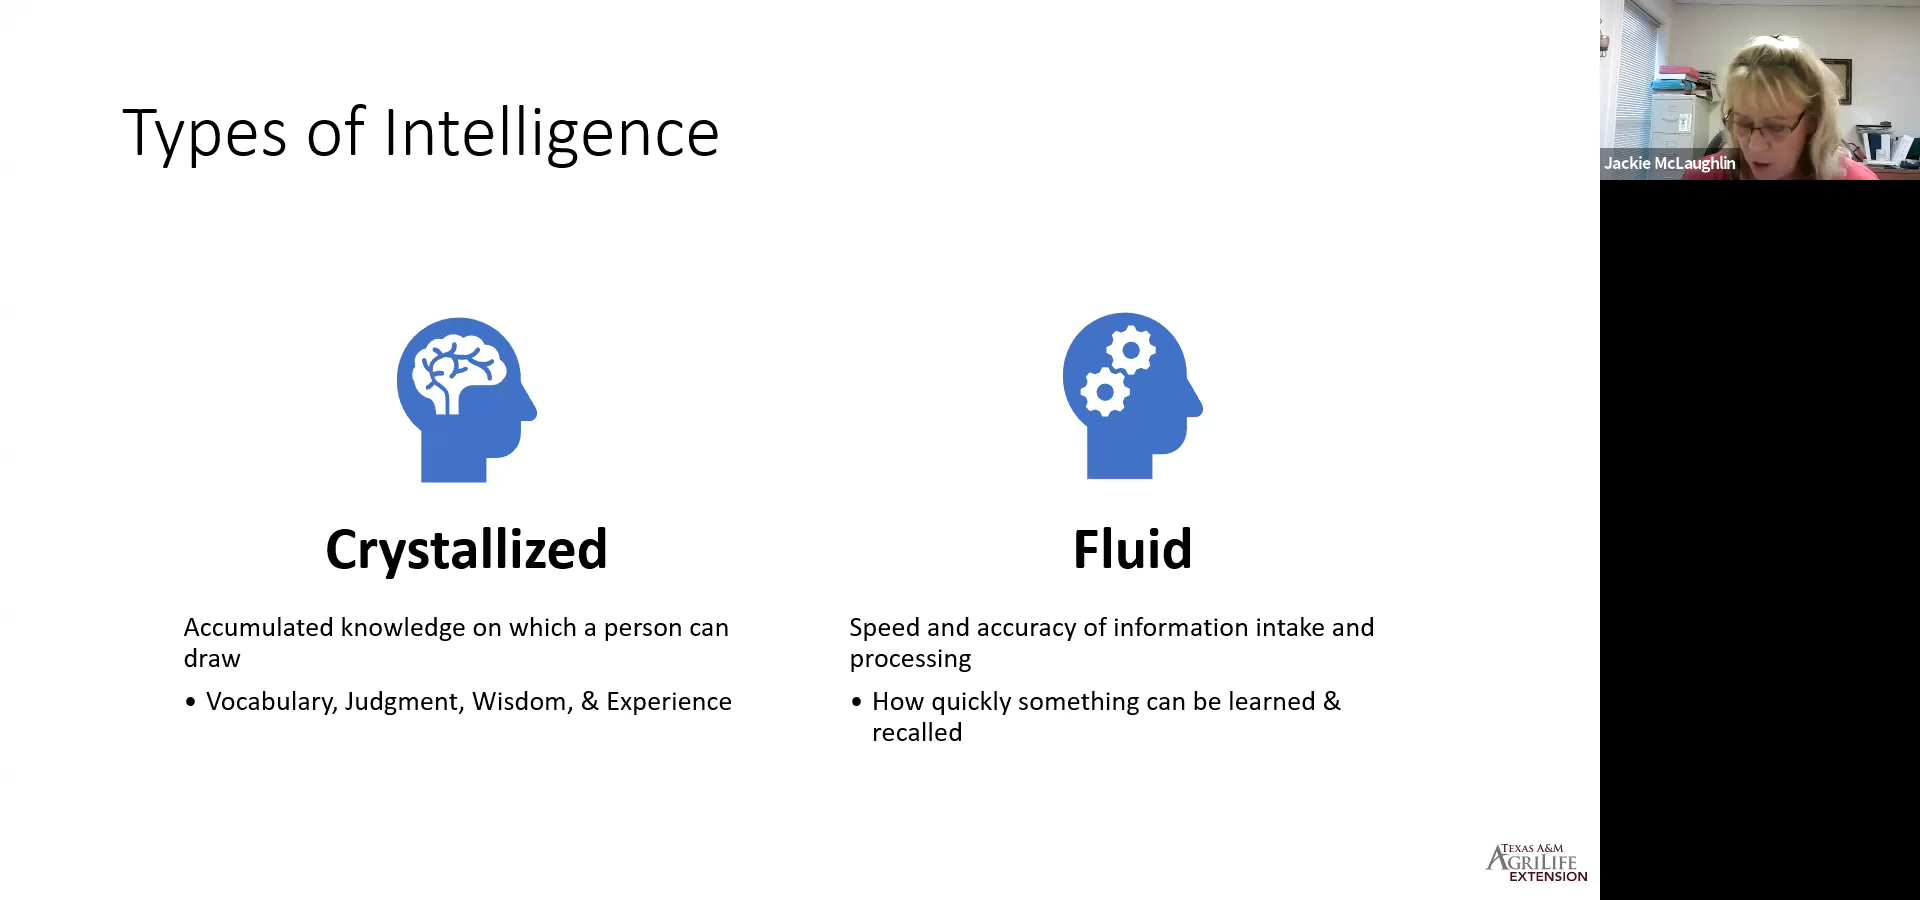 Types of Intelligence
Jackie McLaughlin
Crystallized
Accumulated knowledge on which a person can
draw
• Vocabulary, Judgment, Wisdom, & Experience
Fluid
Speed and accuracy of information intake and
processing
• How quickly something can be learned &
recalled
TEXAS A&M
AGRILIFE
EXTENSION